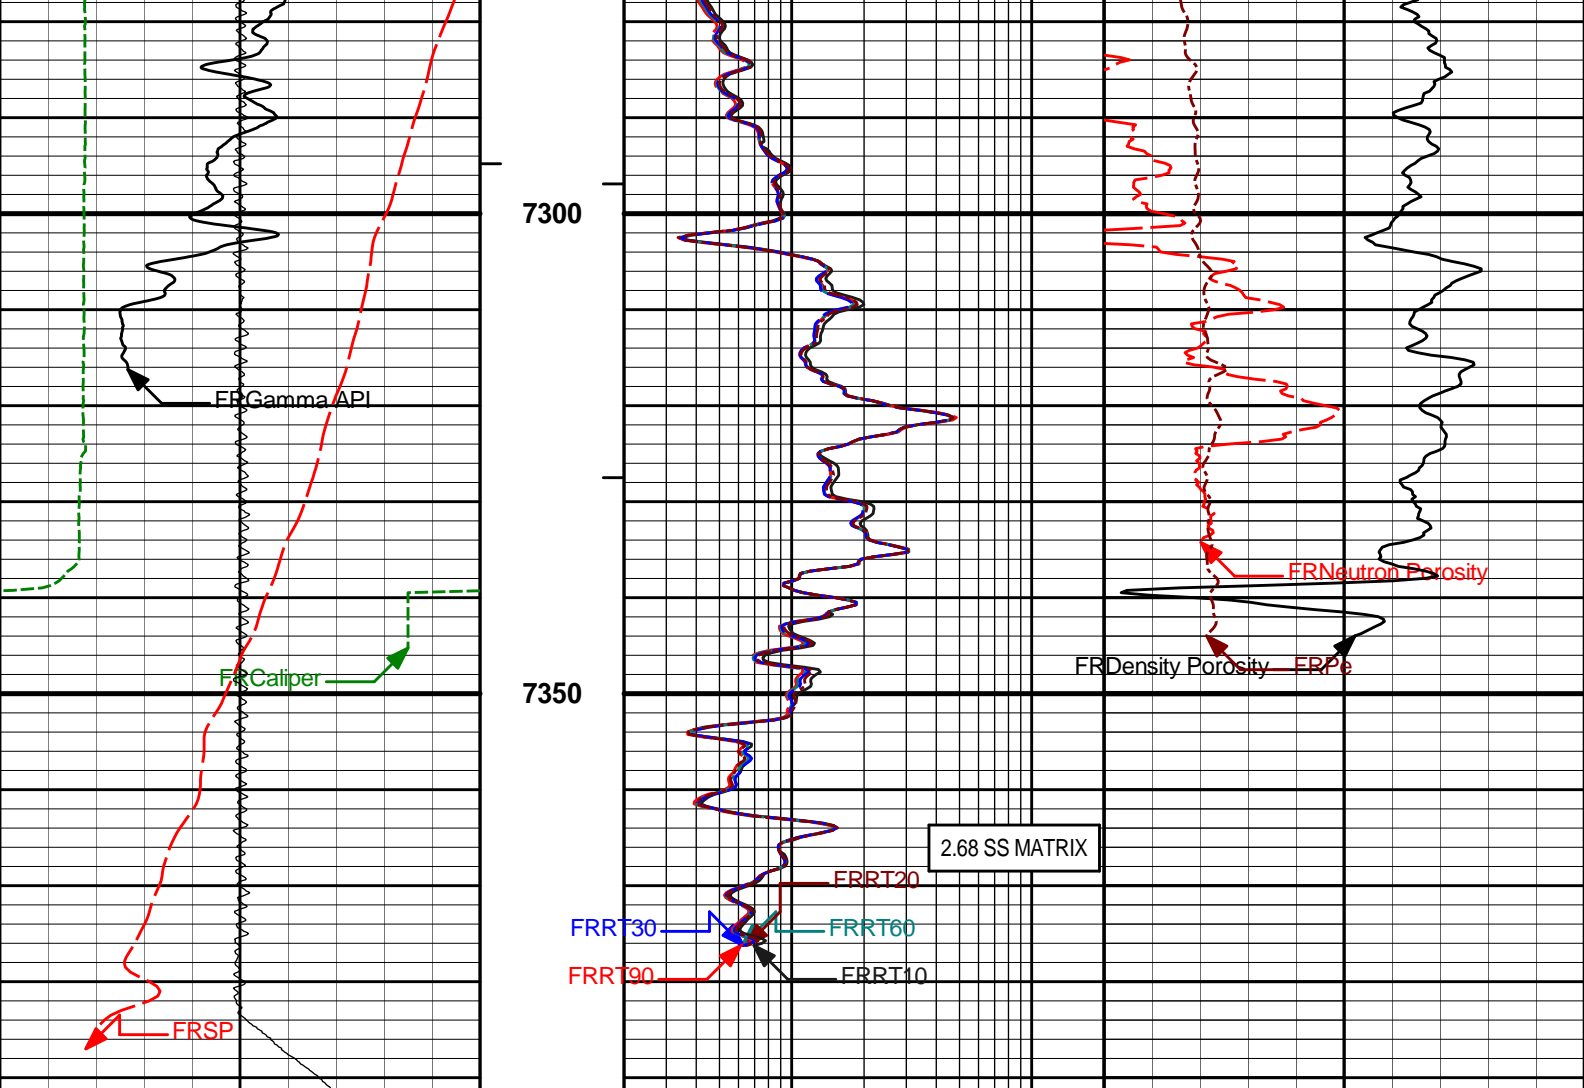 7300
FRGamma API
FRNeutron Porosity
FRDensity Porosity
FRPe
FRCaliper
7350
2.68 SS MATRIX
FRRT20
FRRT30
FRRT60
FRRT90
FRRT10
FRSP